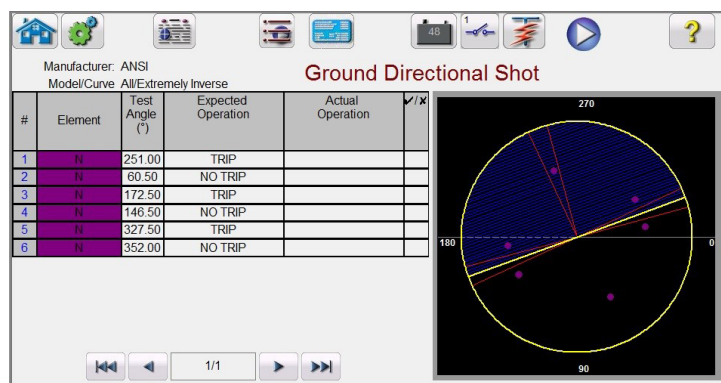 48
1
?
Manufacturer: ANSI
Model/Curve All/Extremely Inverse
Ground Directional Shot
# Element Test Angle (°) Expected Operation Actual Operation ✔/✘
1 N 251.00 TRIP
2 N 60.50 NO TRIP
3 N 172.50 TRIP
4 N 146.50 NO TRIP
5 N 327.50 TRIP
6 N 352.00 NO TRIP
270
180
0
90
1/1